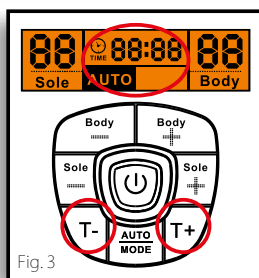 88 TIME 88:88 88
Sole AUTO Body
Body Body
Sole Sole
T- AUTO MODE T+
Fig. 3